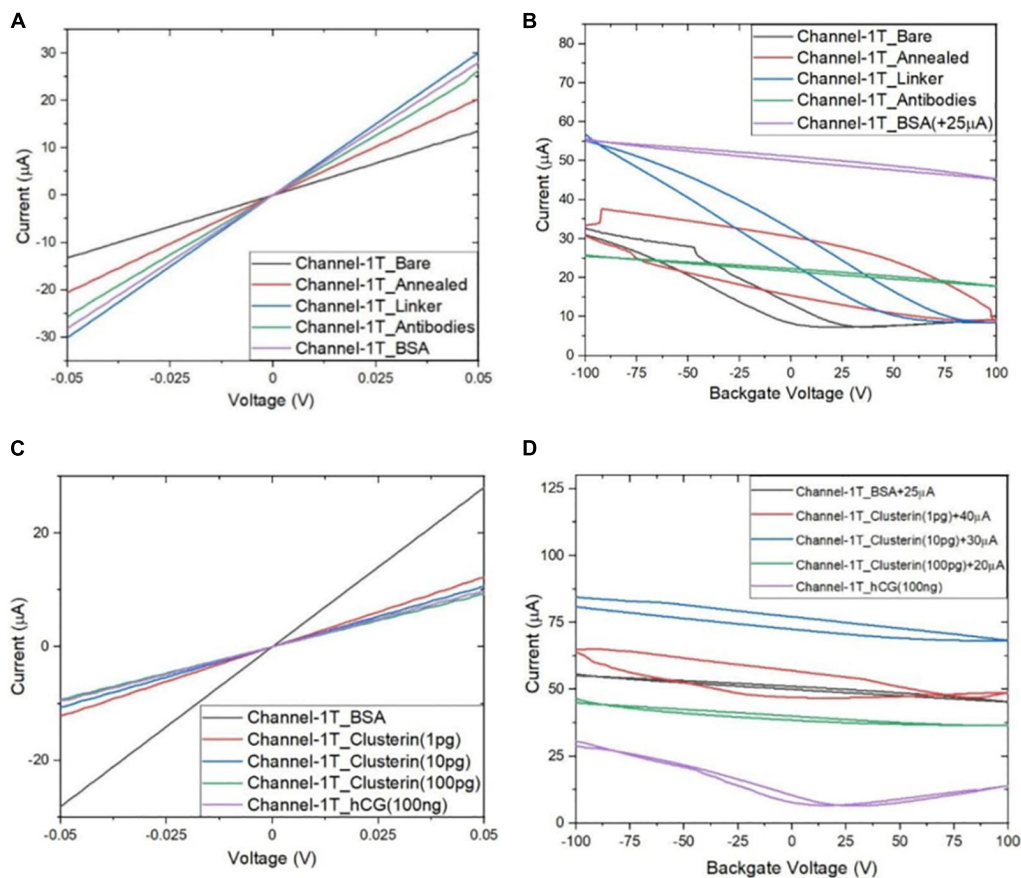 A
Current (µA)
30
20
10
0
-10
-20
-30
-0.05
-0.025
0
0.025
0.05
Voltage (V)
Channel-1T_Bare
Channel-1T_Annealed
Channel-1T_Linker
Channel-1T_Antibodies
Channel-1T_BSA
B
Current (µA)
80
70
60
50
40
30
20
10
0
-100
-75
-50
-25
0
25
50
75
100
Backgate Voltage (V)
Channel-1T_Bare
Channel-1T_Annealed
Channel-1T_Linker
Channel-1T_Antibodies
Channel-1T_BSA(+25µA)
C
Current (µA)
20
0
-20
-0.05
-0.025
0
0.025
0.05
Voltage (V)
Channel-1T_BSA
Channel-1T_Clusterin(1pg)
Channel-1T_Clusterin(10pg)
Channel-1T_Clusterin(100pg)
Channel-1T_hCG(100ng)
D
Current (µA)
125
100
75
50
25
0
-100
-75
-50
-25
0
25
50
75
100
Backgate Voltage (V)
Channel-1T_BSA+25µA
Channel-1T_Clusterin(1pg)+40µA
Channel-1T_Clusterin(10pg)+30µA
Channel-1T_Clusterin(100pg)+20µA
Channel-1T_hCG(100ng)